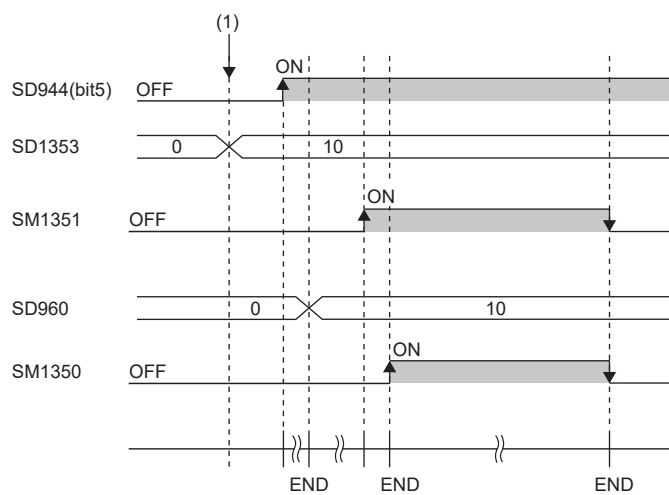 (1)
ON
SD944(bit5) OFF
SD1353 0 10
ON
SM1351 OFF
SD960 0 10
ON
SM1350 OFF
END END END